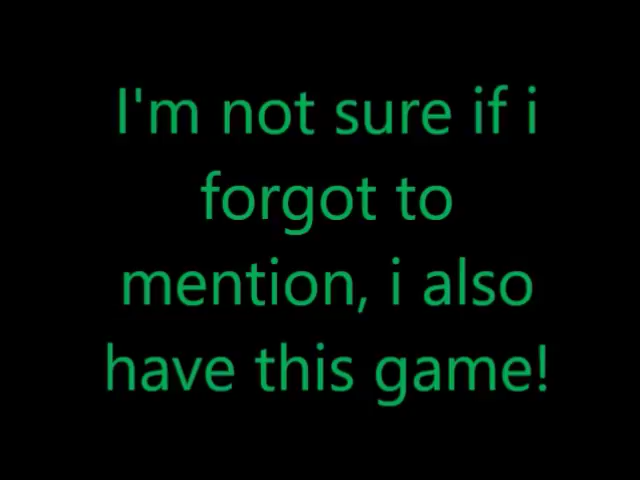 I'm not sure if i
forgot to
mention, i also
have this game!